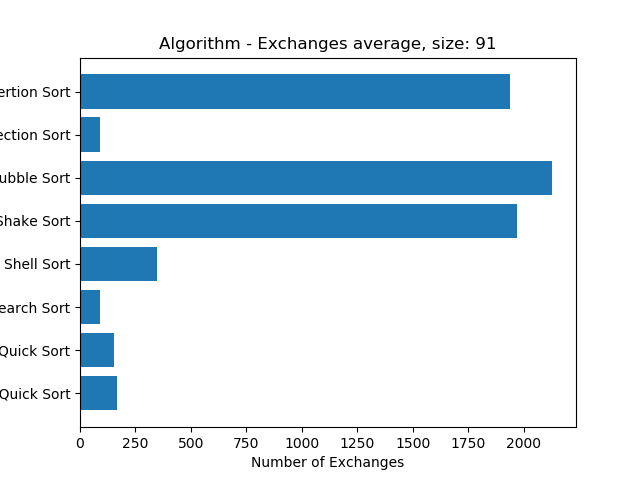 Algorithm - Exchanges average, size: 91
ertion Sort
ection Sort
ubble Sort
Shake Sort
Shell Sort
earch Sort
Quick Sort
Quick Sort
0 250 500 750 1000 1250 1500 1750 2000
Number of Exchanges